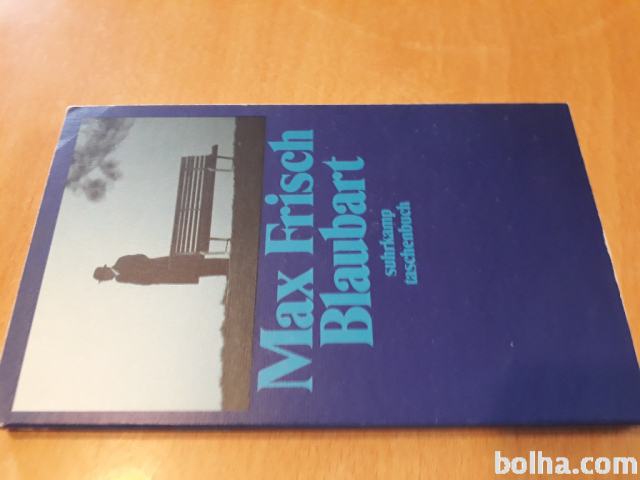 Max Frisch
Blaubart
suhrkamp
taschenbuch
bolha.com